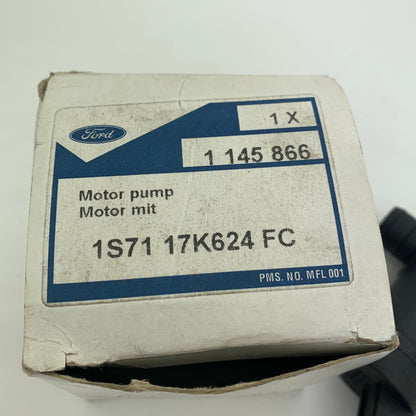 Ford
1 X
1 145 866
Motor pump
Motor mit
1S71 17K624 FC
PMS. NO. MFL 001